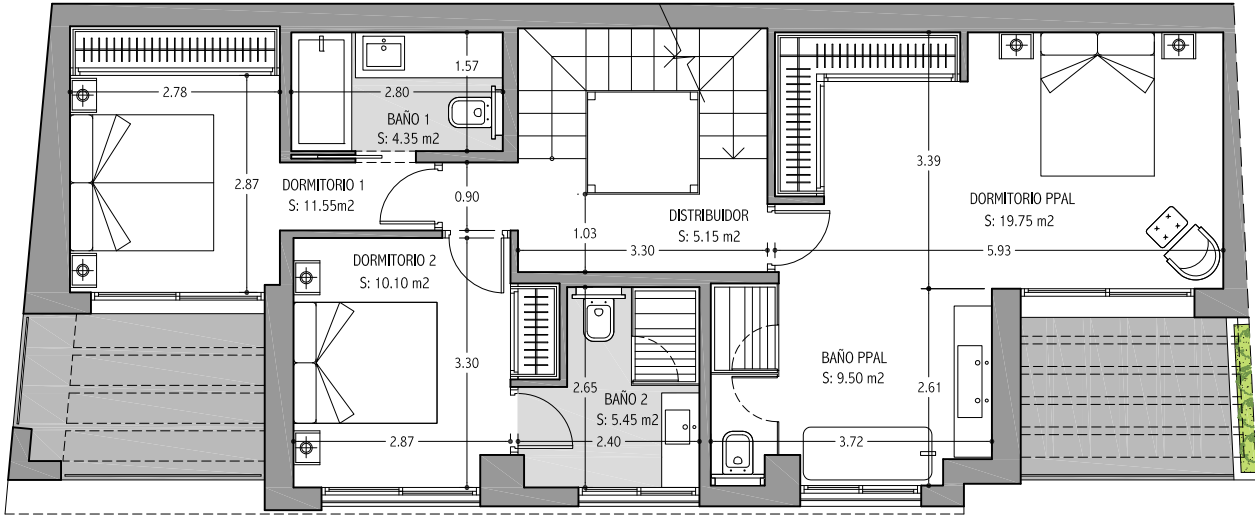 1.57
2.78
2.80
BAÑO 1
S: 4.35 m2
3.39
2.87
DORMITORIO 1
S: 11.55m2
0.90
DORMITORIO PPAL
S: 19.75 m2
DISTRIBUIDOR
S: 5.15 m2
1.03
3.30
5.93
DORMITORIO 2
S: 10.10 m2
3.30
BAÑO PPAL
S: 9.50 m2
2.65
2.61
BAÑO 2
S: 5.45 m2
2.87
2.40
3.72